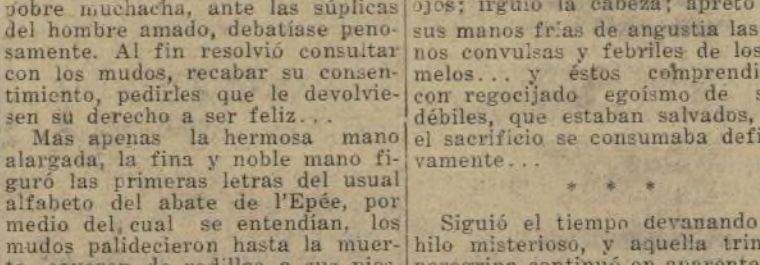 pobre muchacha, ante las súplicas
del hombre amado, debatíase peno-
samente. Al fin resolvió consultar
con los mudos, recabar su consen-
timiento, pedirles que le devolvie-
sen su derecho a ser feliz...
Mas apenas la hermosa mano
alargada, la fina y noble mano fi-
guró las primeras letras del usual
alfabeto del abate de l'Epée, por
medio del cual se entendían, los
mudos palidecieron hasta la muer-
ojos; irguió la cabeza; apretó
sus manos frías de angustia las
nos convulsas y febriles de los
melos... y éstos comprendi
con regocijado egoísmo de s
débiles, que estaban salvados,
el sacrificio se consumaba defi
vamente...
* * *
Siguió el tiempo devanando
hilo misterioso, y aquella trin